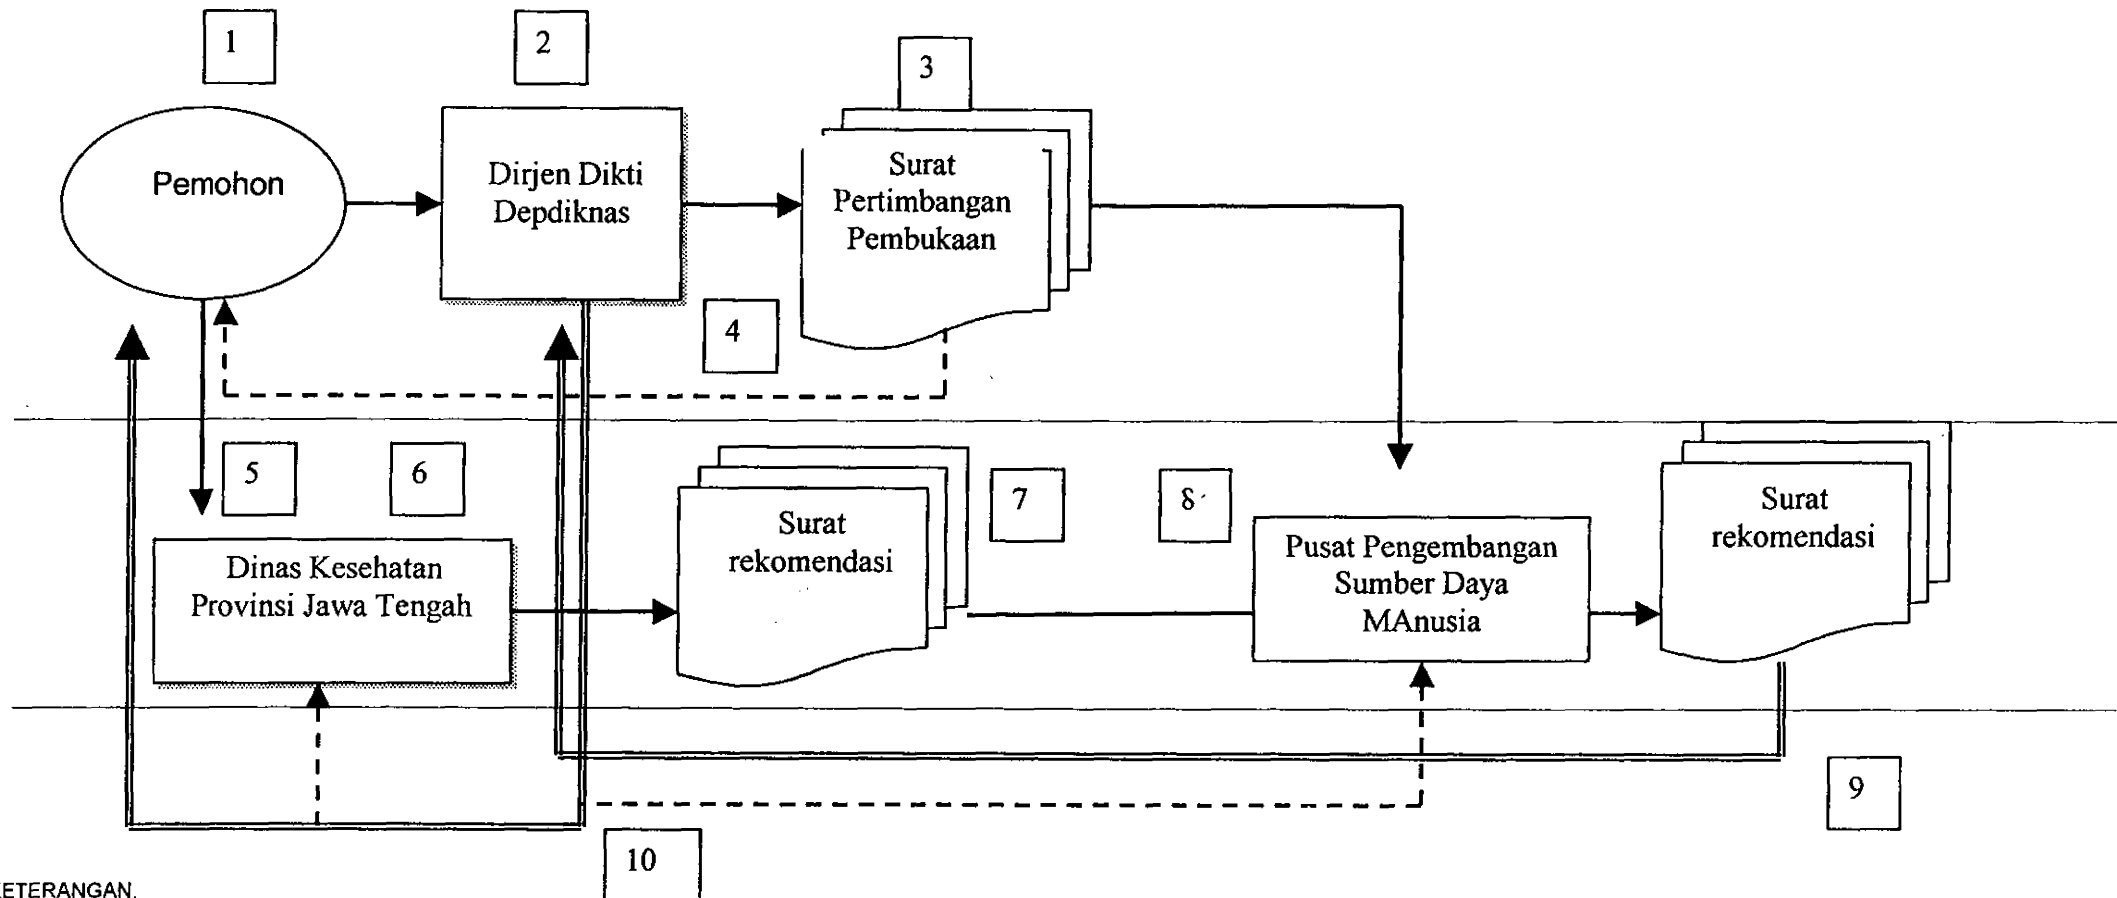 1
2
3
Pemohon
Dirjen Dikti
Depdiknas
Surat
Pertimbangan
Pembukaan
4
5
6
7
8
Surat
rekomendasi
Surat
rekomendasi
Dinas Kesehatan
Provinsi Jawa Tengah
Pusat Pengembangan
Sumber Daya
MAnusia
9
10
KETERANGAN.